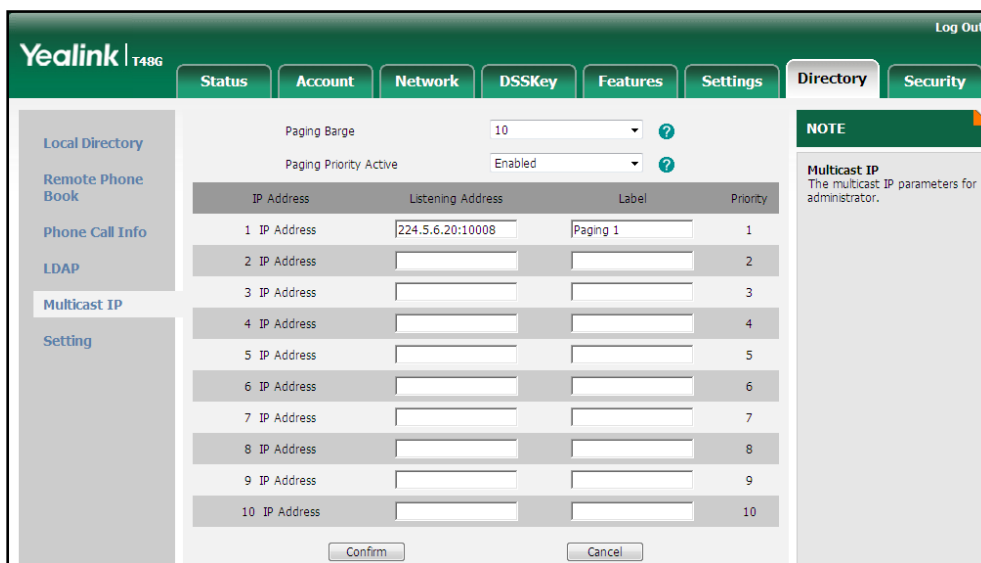 Log Out
Yealink | T48G
Status Account Network DSSKey Features Settings Directory Security
Local Directory
Remote Phone
Book
Phone Call Info
LDAP
Multicast IP
Setting
Paging Barge 10 ?
Paging Priority Active Enabled ?
IP Address Listening Address Label Priority
1 IP Address 224.5.6.20:10008 Paging 1 1
2 IP Address 2
3 IP Address 3
4 IP Address 4
5 IP Address 5
6 IP Address 6
7 IP Address 7
8 IP Address 8
9 IP Address 9
10 IP Address 10
Confirm Cancel
NOTE
Multicast IP
The multicast IP parameters for
administrator.